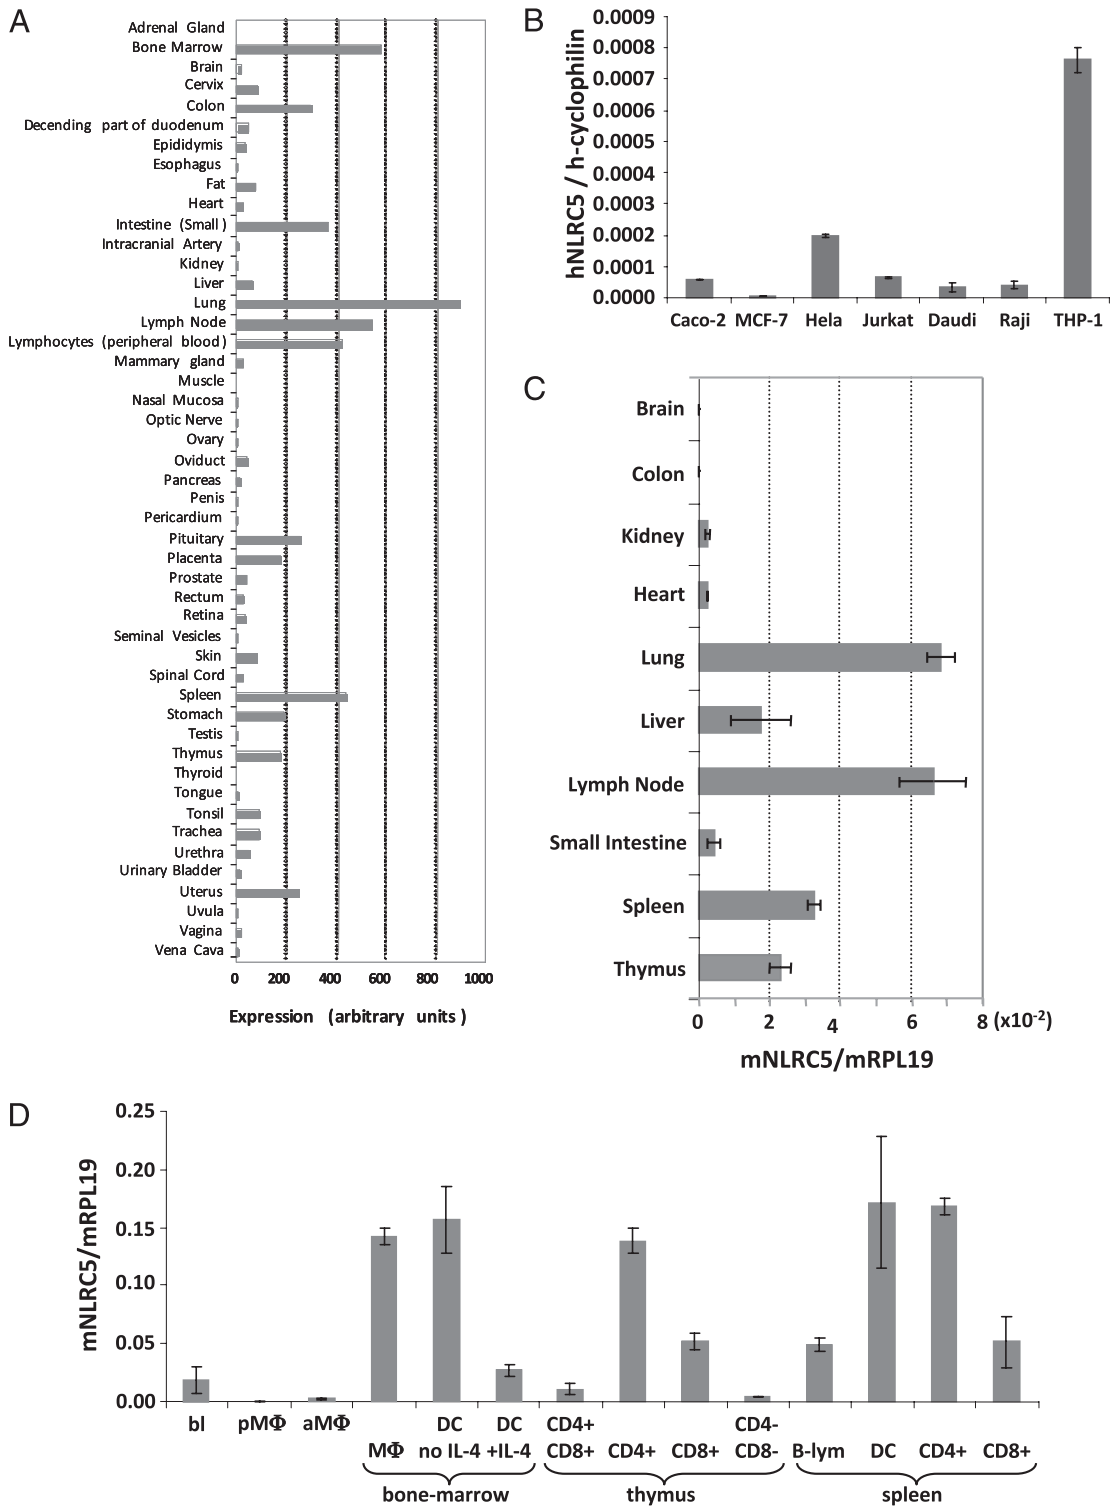 A
Adrenal Gland
Bone Marrow
Brain
Cervix
Colon
Decending part of duodenum
Epididymis
Esophagus
Fat
Heart
Intestine (Small)
Intracranial Artery
Kidney
Liver
Lung
Lymph Node
Lymphocytes (peripheral blood)
Mammary gland
Muscle
Nasal Mucosa
Optic Nerve
Ovary
Oviduct
Pancreas
Penis
Pericardium
Pituitary
Placenta
Prostate
Rectum
Retina
Seminal Vesicles
Skin
Spinal Cord
Spleen
Stomach
Testis
Thymus
Thyroid
Tongue
Tonsil
Trachea
Urethra
Urinary Bladder
Uterus
Uvula
Vagina
Vena Cava
0 200 400 600 800 1000
Expression (arbitrary units)
B
hNLRC5 / h-cyclophilin
0.0009
0.0008
0.0007
0.0006
0.0005
0.0004
0.0003
0.0002
0.0001
0.0000
Caco-2 MCF-7 Hela Jurkat Daudi Raji THP-1
C
Brain
Colon
Kidney
Heart
Lung
Liver
Lymph Node
Small Intestine
Spleen
Thymus
0 2 4 6 8 (x10-2)
mNLRC5/mRPL19
D
mNLRC5/mRPL19
0.25
0.20
0.15
0.10
0.05
0.00
bl pMΦ aMΦ DC DC CD4+ CD4-
MΦ no IL-4 +IL-4 CD8+ CD4+ CD8+ CD8- B-lym DC CD4+ CD8+
bone-marrow thymus spleen